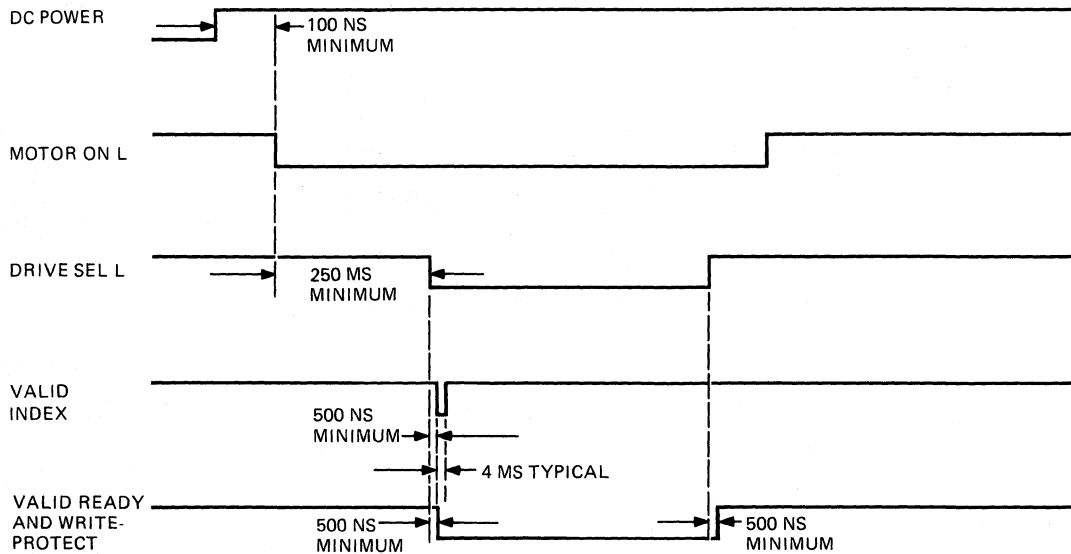 DC POWER
100 NS
MINIMUM
MOTOR ON L
DRIVE SEL L
250 MS
MINIMUM
VALID
INDEX
500 NS
MINIMUM
4 MS TYPICAL
VALID READY
AND WRITE-
PROTECT
500 NS
MINIMUM
500 NS
MINIMUM